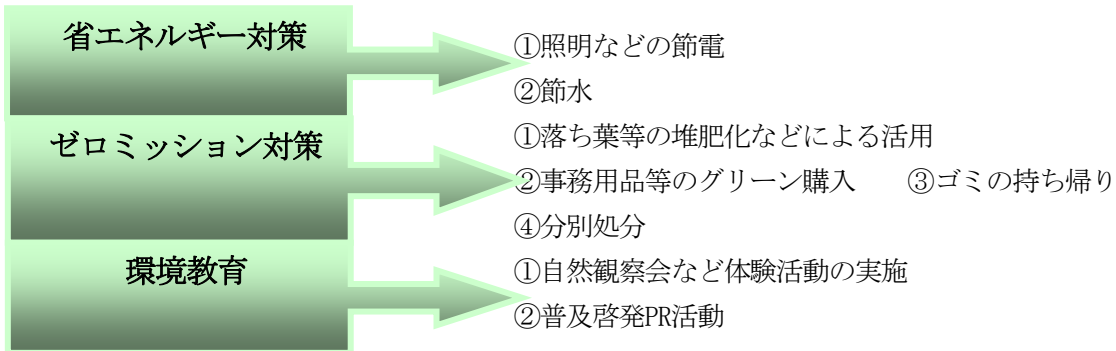 省エネルギー対策
①照明などの節電
②節水
ゼロミッション対策
①落ち葉等の堆肥化などによる活用
②事務用品等のグリーン購入　　③ゴミの持ち帰り
④分別処分
環境教育
①自然観察会など体験活動の実施
②普及啓発PR活動